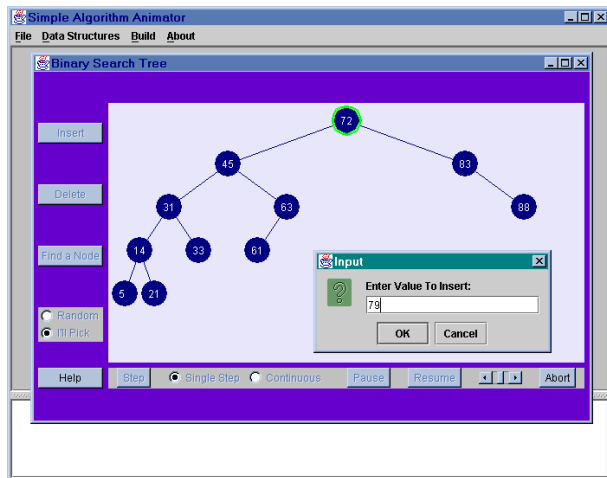 Simple Algorithm Animator
File Data Structures Build About
Binary Search Tree
72
Insert
45 83
Delete
31 63 88
14 33 61
Find a Node
Input
Enter Value To Insert:
5 21
79
Random
I'll Pick
OK Cancel
Help Step Single Step Continuous Pause Resume Abort